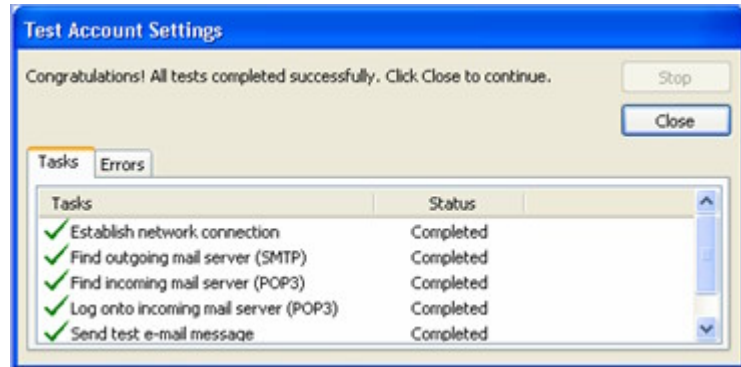 Test Account Settings
Congratulations! All tests completed successfully. Click Close to continue.
Stop
Close
Tasks Errors
Tasks Status
Establish network connection Completed
Find outgoing mail server (SMTP) Completed
Find incoming mail server (POP3) Completed
Log onto incoming mail server (POP3) Completed
Send test e-mail message Completed